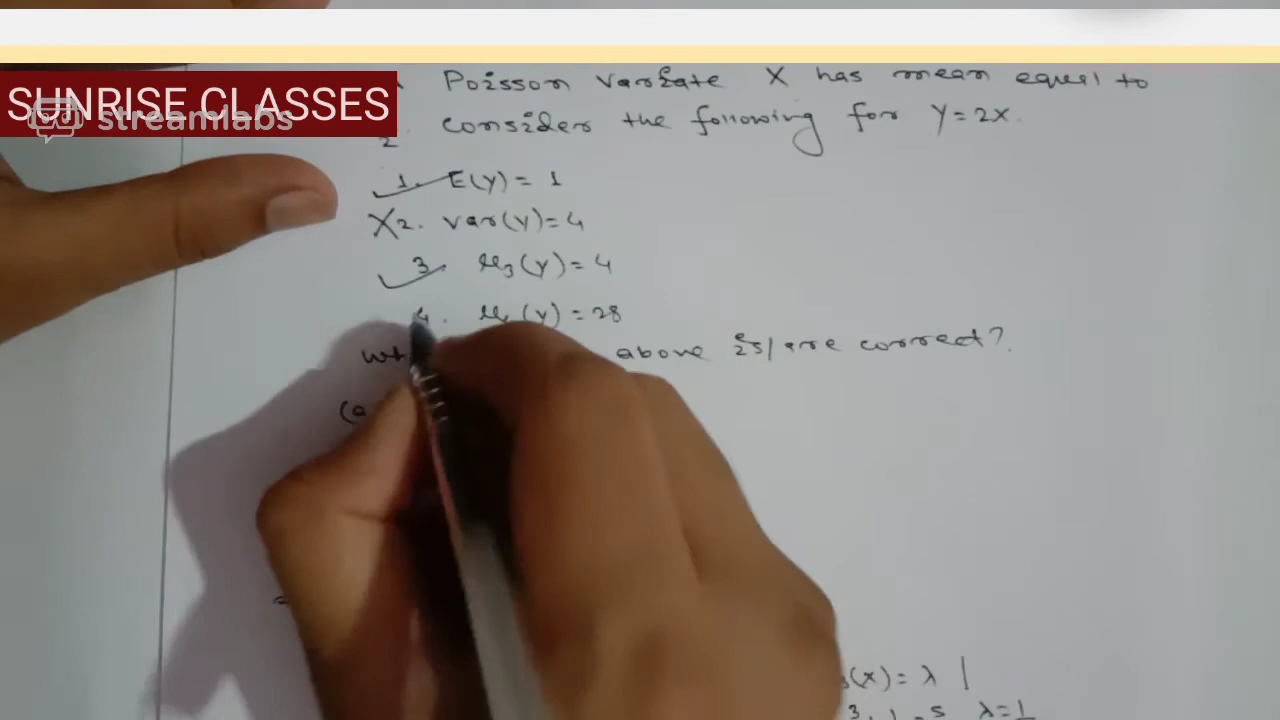 SUNRISE CLASSES
streamlabs
Poisson Variate X has mean equal to
2. consider the following for Y=2X.
1. E(Y) = 1
X2. Var(Y)=4
3 μ₃(Y) = 4
4. μ (Y) = 28
above is/are correct?
(a
(X) = λ |
λ=1